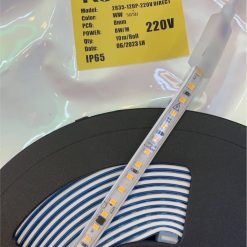 Model: 2835-120P-220V DIRECT
Color: WW
PCB: 8mm
POWER: 8W/M
Qty: 10m/Roll
Date: 06/2023 LH
220V
IP65